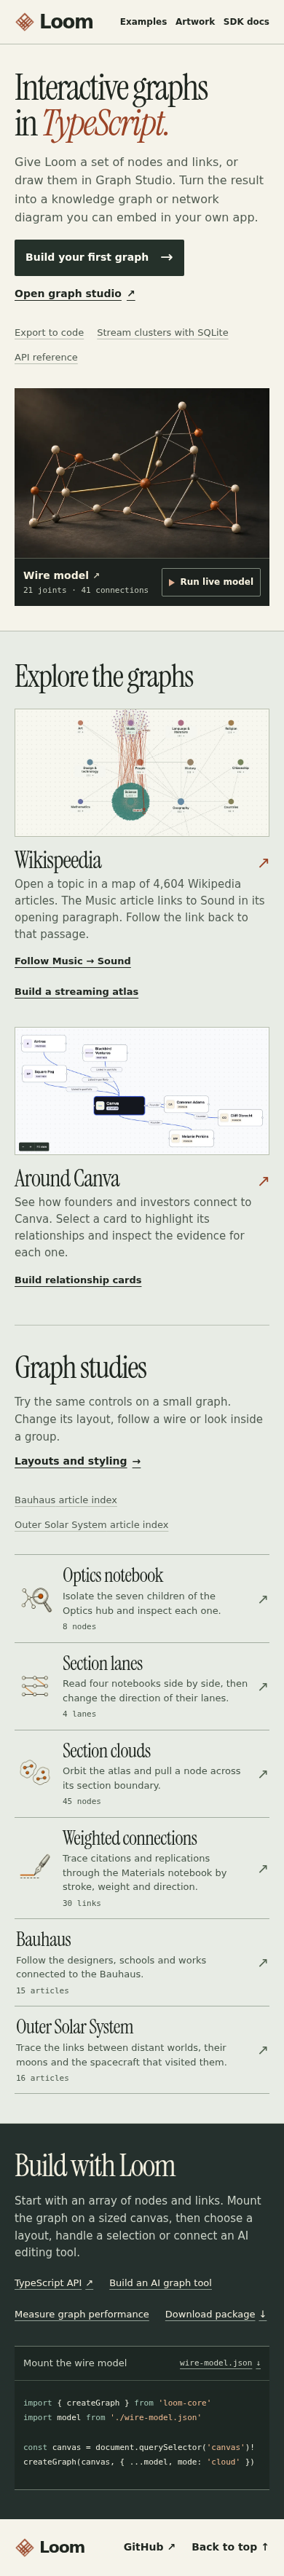 Loom
Examples Artwork SDK docs
Interactive graphs
in TypeScript.
Give Loom a set of nodes and links, or
draw them in Graph Studio. Turn the result
into a knowledge graph or network
diagram you can embed in your own app.
Build your first graph →
Open graph studio ↗
Export to code Stream clusters with SQLite
API reference
Wire model ↗
21 joints · 41 connections
Run live model
Explore the graphs
Wikispeedia ↗
Open a topic in a map of 4,604 Wikipedia
articles. The Music article links to Sound in its
opening paragraph. Follow the link back to
that passage.
Follow Music → Sound
Build a streaming atlas
Around Canva ↗
See how founders and investors connect to
Canva. Select a card to highlight its
relationships and inspect the evidence for
each one.
Build relationship cards
Graph studies
Try the same controls on a small graph.
Change its layout, follow a wire or look inside
a group.
Layouts and styling →
Bauhaus article index
Outer Solar System article index
Optics notebook
Isolate the seven children of the
Optics hub and inspect each one.
8 nodes
↗
Section lanes
Read four notebooks side by side, then
change the direction of their lanes.
4 lanes
↗
Section clouds
Orbit the atlas and pull a node across
its section boundary.
45 nodes
↗
Weighted connections
Trace citations and replications
through the Materials notebook by
stroke, weight and direction.
30 links
↗
Bauhaus
Follow the designers, schools and works
connected to the Bauhaus.
15 articles
↗
Outer Solar System
Trace the links between distant worlds, their
moons and the spacecraft that visited them.
16 articles
↗
Build with Loom
Start with an array of nodes and links. Mount
the graph on a sized canvas, then choose a
layout, handle a selection or connect an AI
editing tool.
TypeScript API ↗ Build an AI graph tool
Measure graph performance Download package ↓
Mount the wire model wire-model.json ↓
import { createGraph } from 'loom-core'
import model from './wire-model.json'
const canvas = document.querySelector('canvas')!
createGraph(canvas, { ...model, mode: 'cloud' })
Loom
GitHub ↗ Back to top ↑